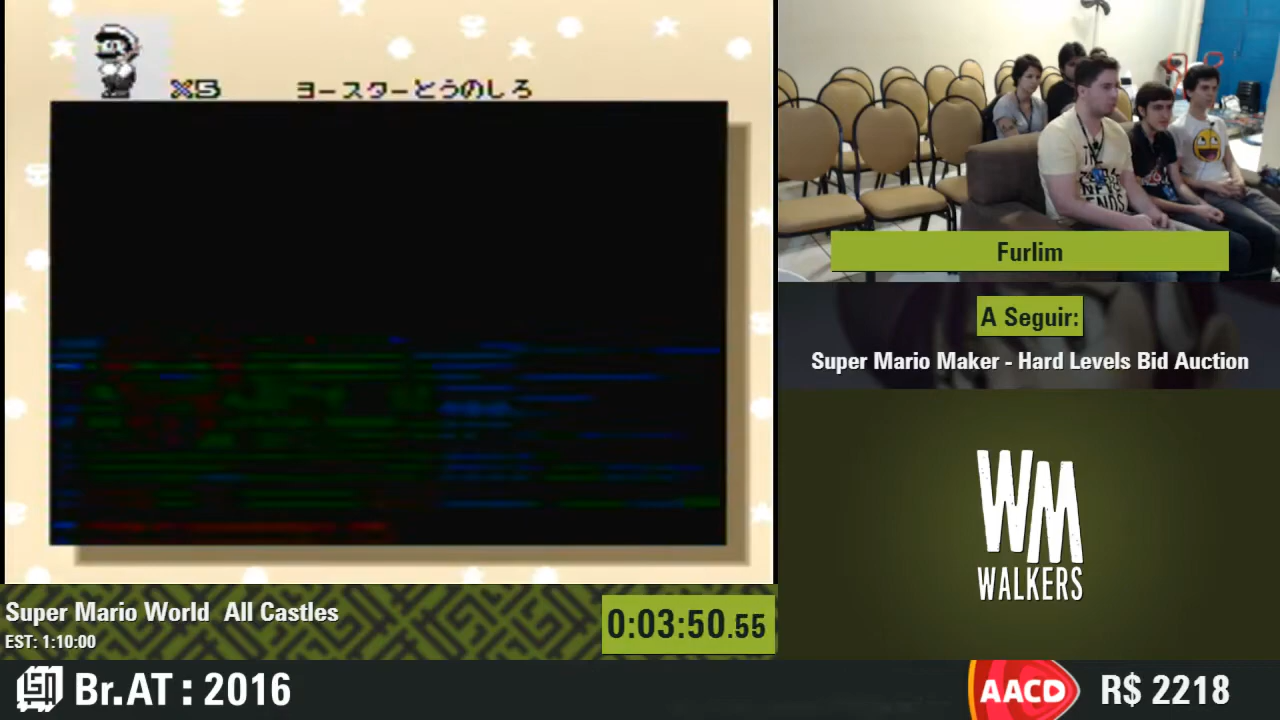 ×5 ヨースターとうのしろ
Furlim
A Seguir:
Super Mario Maker - Hard Levels Bid Auction
WM
WALKERS
Super Mario World All Castles
EST: 1:10:00
0:03:50.55
Br.AT : 2016
AACD
R$ 2218